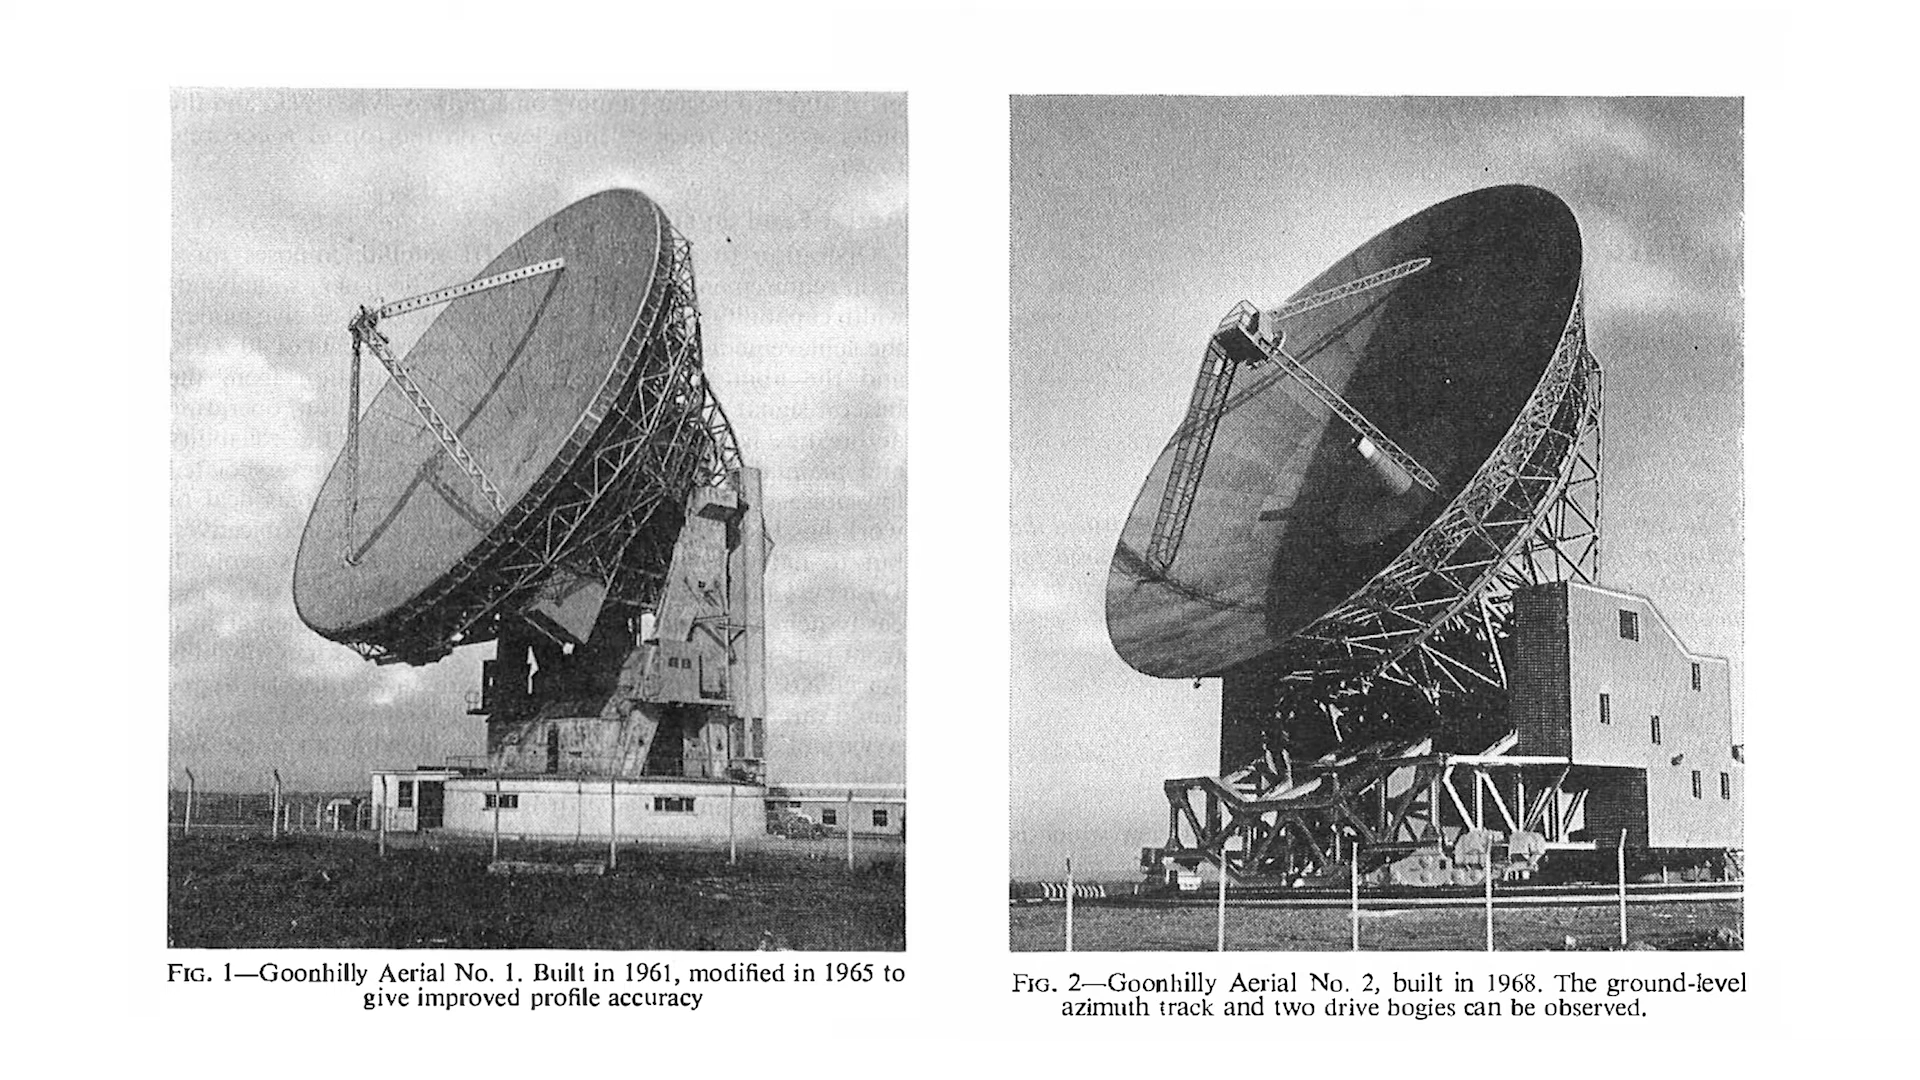 FIG. 1—Goonhilly Aerial No. 1. Built in 1961, modified in 1965 to
give improved profile accuracy
FIG. 2—Goonhilly Aerial No. 2, built in 1968. The ground-level
azimuth track and two drive bogies can be observed.